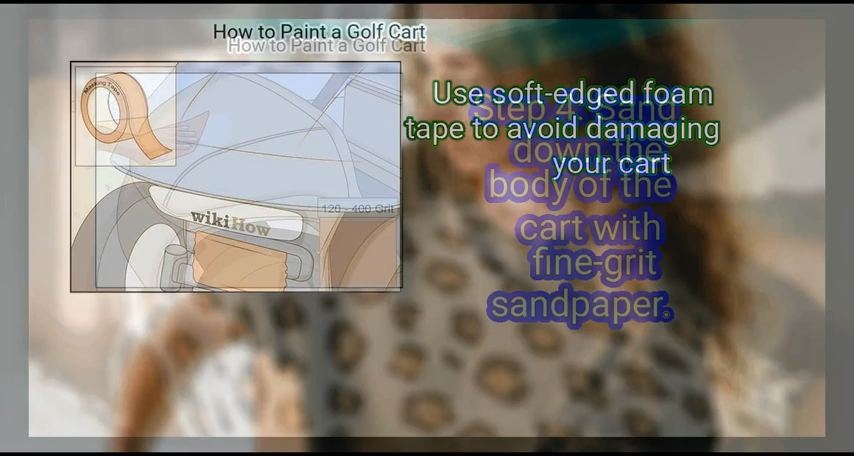 How to Paint a Golf Cart
How to Paint a Golf Cart
Masking Tape
120 - 400 Grit
wikiHow
Use soft-edged foam
tape to avoid damaging
your cart
Step 4: Sand
down the
body of the
cart with
fine-grit
sandpaper.